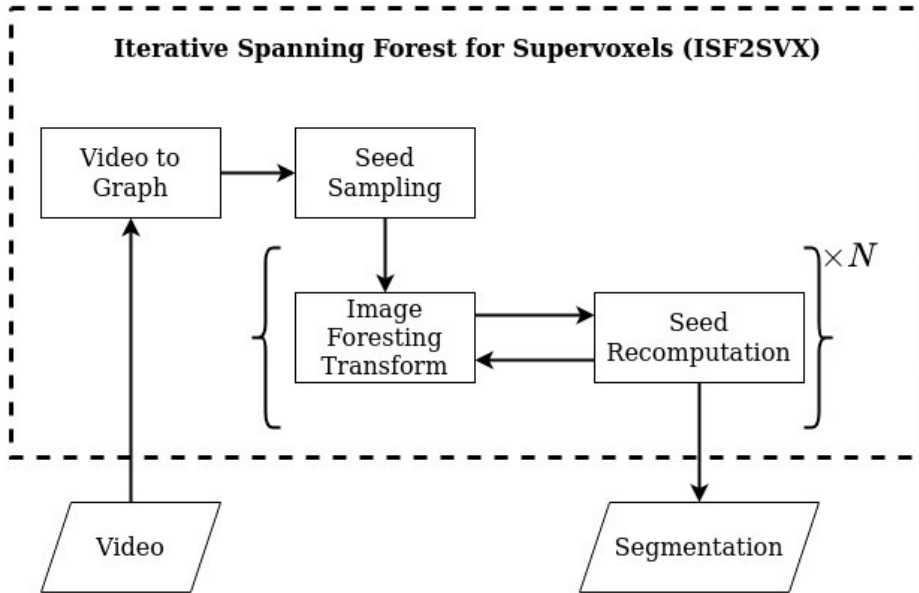 Iterative Spanning Forest for Supervoxels (ISF2SVX)
Video to
Graph
Seed
Sampling
× N
Image
Foresting
Transform
Seed
Recomputation
Video
Segmentation